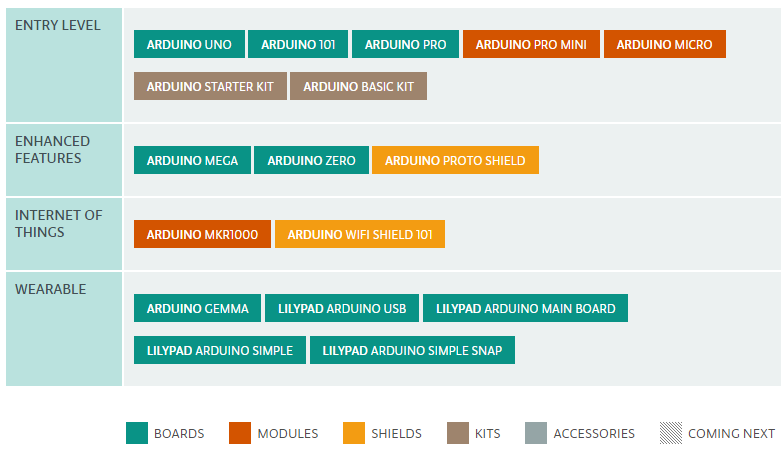 ENTRY LEVEL
ARDUINO UNO ARDUINO 101 ARDUINO PRO ARDUINO PRO MINI ARDUINO MICRO
ARDUINO STARTER KIT ARDUINO BASIC KIT
ENHANCED
FEATURES
ARDUINO MEGA ARDUINO ZERO ARDUINO PROTO SHIELD
INTERNET OF
THINGS
ARDUINO MKR1000 ARDUINO WIFI SHIELD 101
WEARABLE
ARDUINO GEMMA LILYPAD ARDUINO USB LILYPAD ARDUINO MAIN BOARD
LILYPAD ARDUINO SIMPLE LILYPAD ARDUINO SIMPLE SNAP
BOARDS MODULES SHIELDS KITS ACCESSORIES COMING NEXT